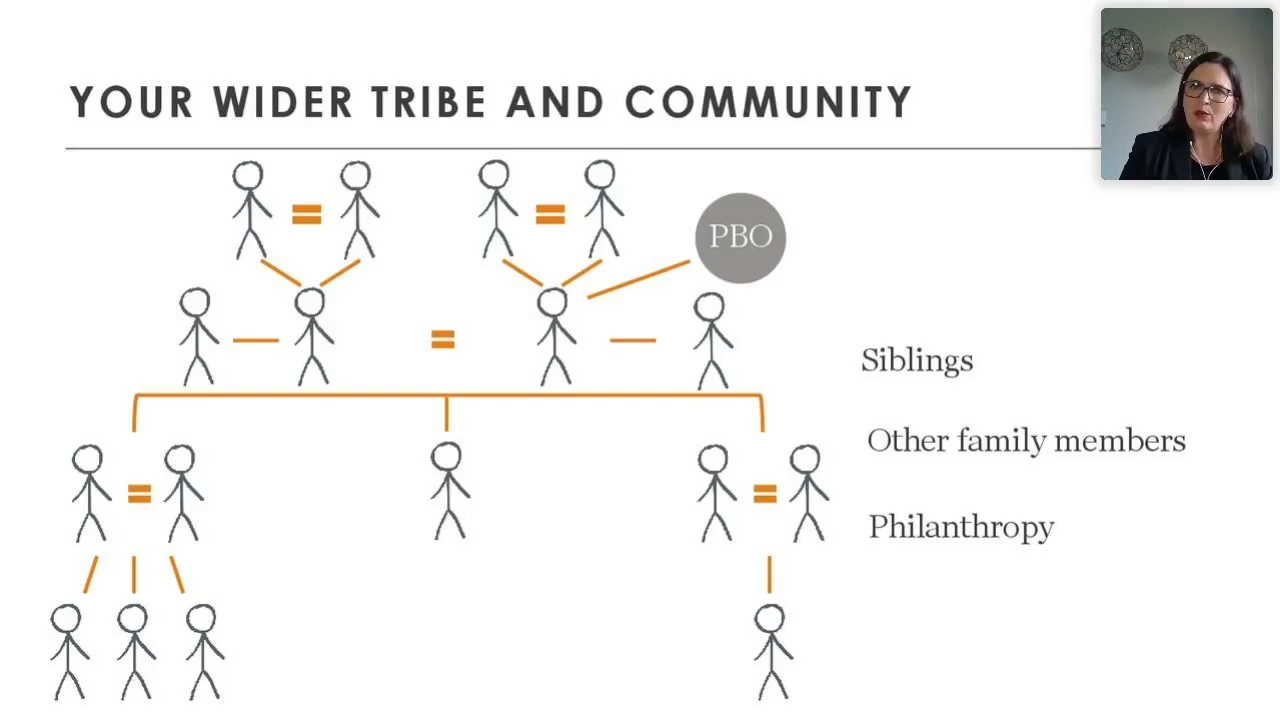 YOUR WIDER TRIBE AND COMMUNITY
PBO
Siblings
Other family members
Philanthropy